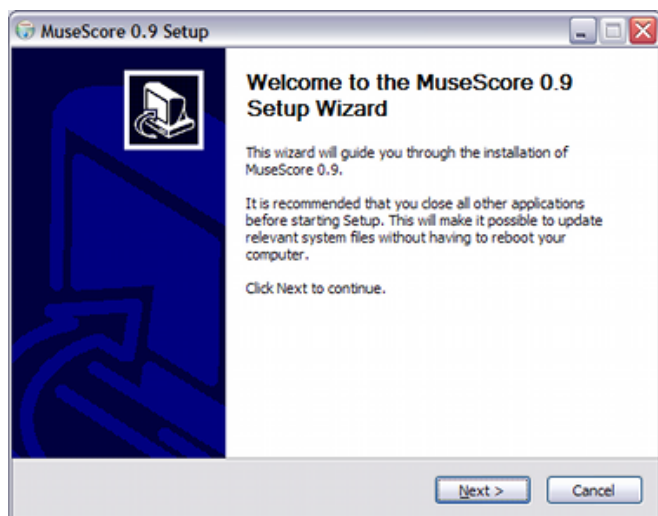 MuseScore 0.9 Setup
Welcome to the MuseScore 0.9
Setup Wizard
This wizard will guide you through the installation of
MuseScore 0.9.
It is recommended that you close all other applications
before starting Setup. This will make it possible to update
relevant system files without having to reboot your
computer.
Click Next to continue.
Next >
Cancel